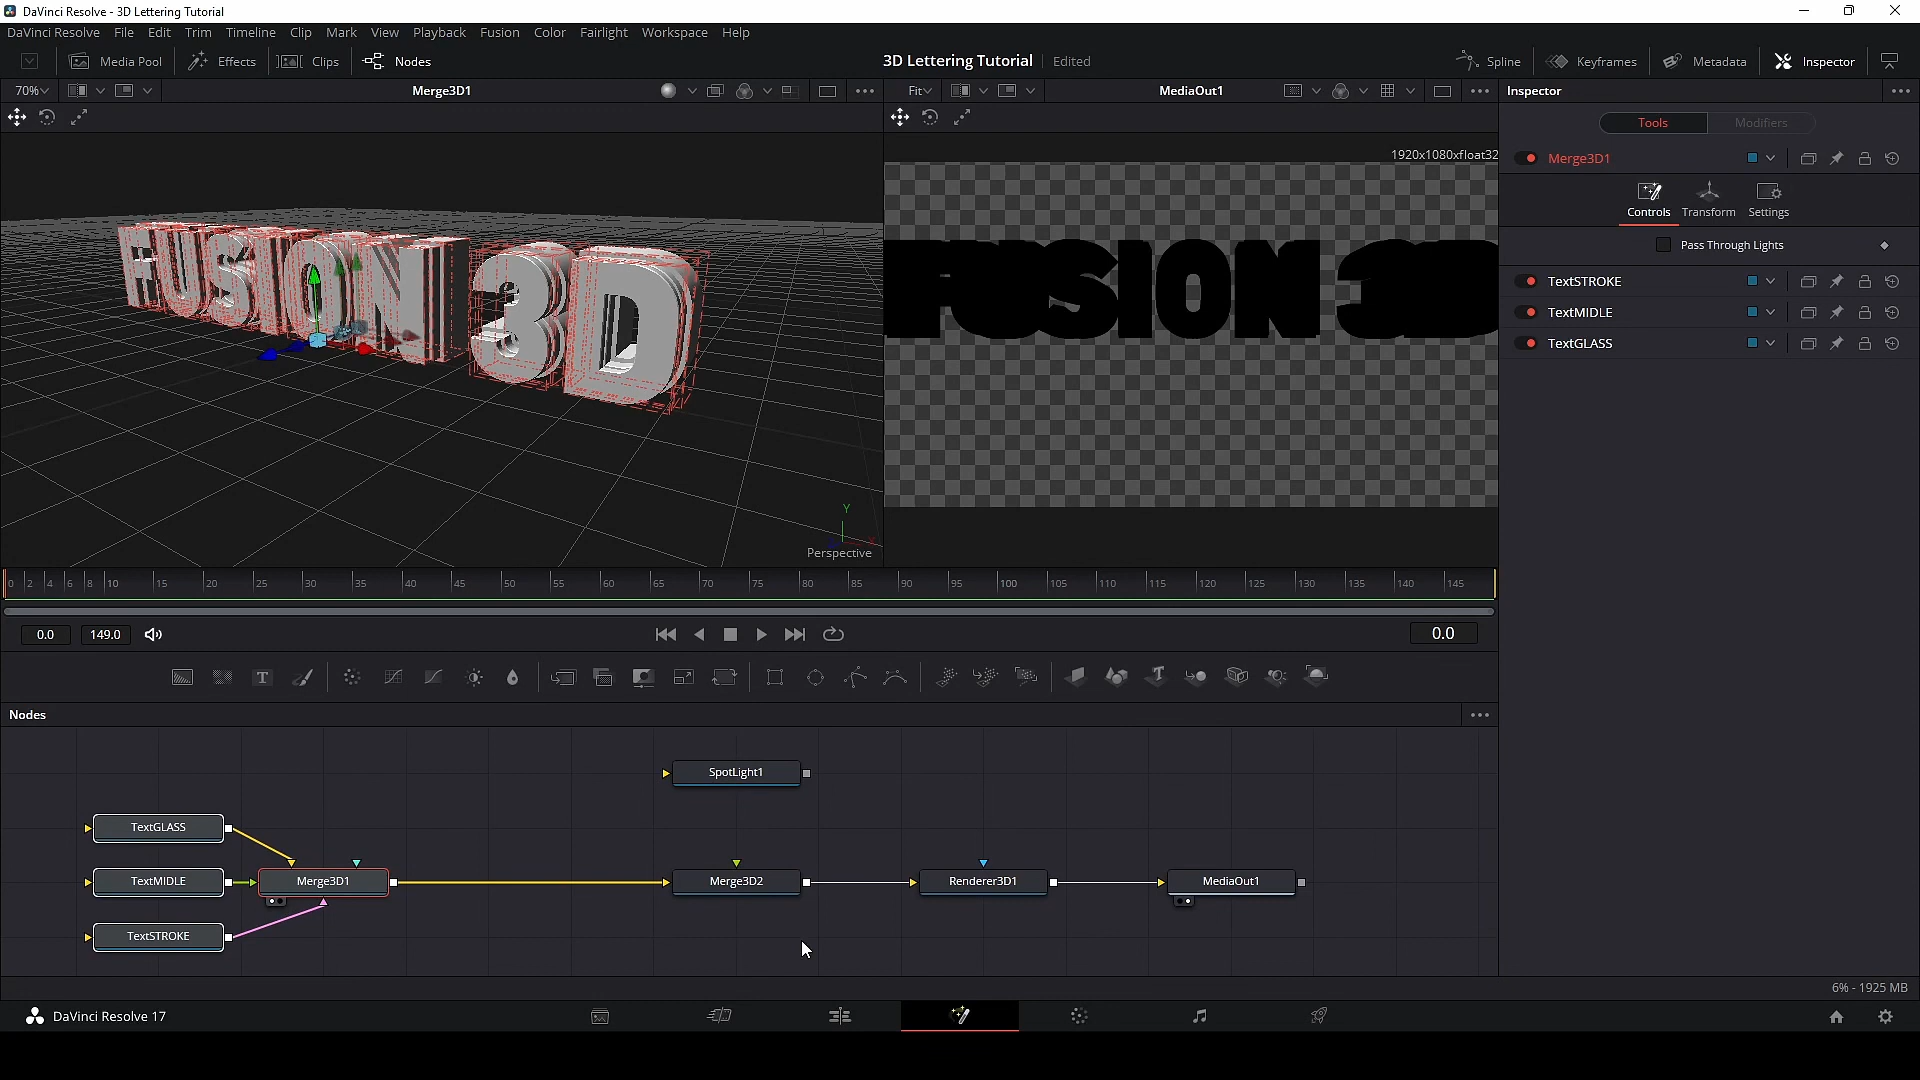 DaVinci Resolve - 3D Lettering Tutorial
DaVinci Resolve File Edit Trim Timeline Clip Mark View Playback Fusion Color Fairlight Workspace Help
Media Pool Effects Clips Nodes 3D Lettering Tutorial Edited Spline Keyframes Metadata Inspector
70% Merge3D1 Fit MediaOut1 Inspector
Tools Modifiers
1920x1080xfloat32
Merge3D1
Controls Transform Settings
Pass Through Lights
TextSTROKE
TextMIDLE
TextGLASS
FUSION 3D
FUSION 3D
Y
X
Perspective
0 2 4 6 8 10 15 20 25 30 35 40 45 50 55 60 65 70 75 80 85 90 95 100 105 110 115 120 125 130 135 140 145
0.0 149.0 0.0
Nodes
SpotLight1
TextGLASS
TextMIDLE Merge3D1 Merge3D2 Renderer3D1 MediaOut1
TextSTROKE
6% - 1925 MB
DaVinci Resolve 17